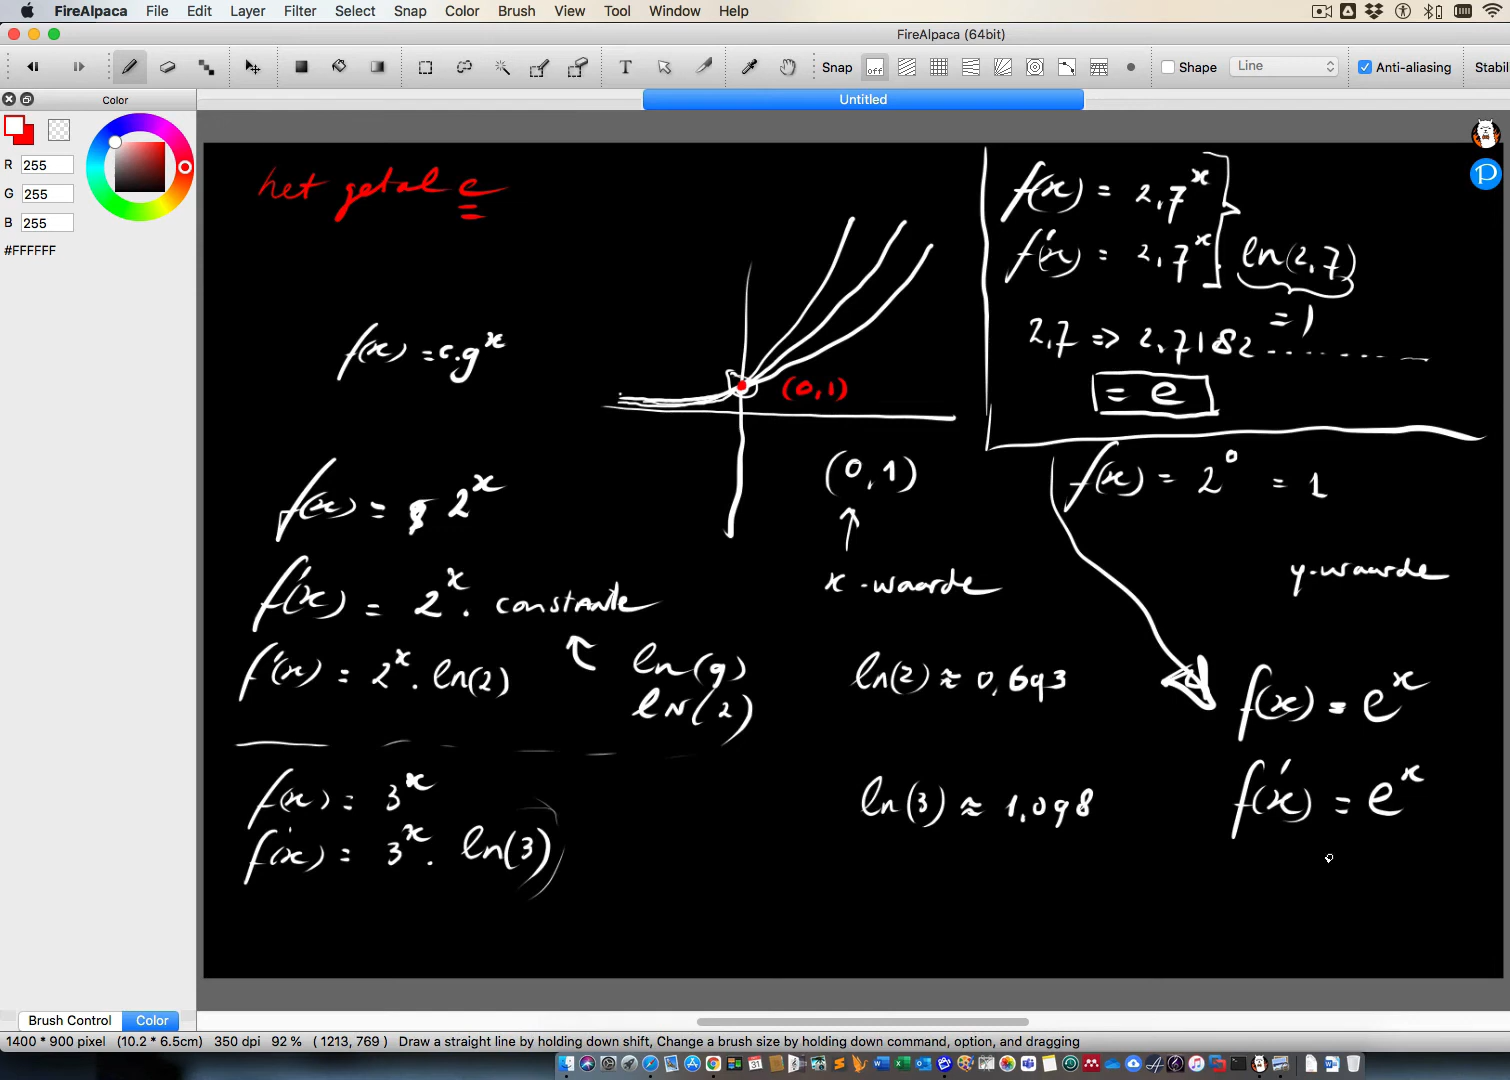 FireAlpaca File Edit Layer Filter Select Snap Color Brush View Tool Window Help
FireAlpaca (64bit)
Snap off Shape Line Anti-aliasing Stabil
Color
Untitled
R 255
G 255
B 255
#FFFFFF
het getal e
f(x) = c.g^x
(0,1)
f(x) = 2^x
f'(x) = 2^x . constante
f'(x) = 2^x . ln(2)
ln(g)
ln(2)
f(x) = 3^x
f'(x) = 3^x . ln(3)
(0,1)
↑
x-waarde
ln(2) ≈ 0,693
ln(3) ≈ 1,098
f(x) = 2,7^x
f'(x) = 2,7^x . ln(2,7)
= 1
2,7 => 2,7182..........
= e
f(x) = 2^0 = 1
y-waarde
f(x) = e^x
f'(x) = e^x
Brush Control Color
1400 * 900 pixel (10.2 * 6.5cm) 350 dpi 92 % ( 1213, 769 ) Draw a straight line by holding down shift, Change a brush size by holding down command, option, and dragging